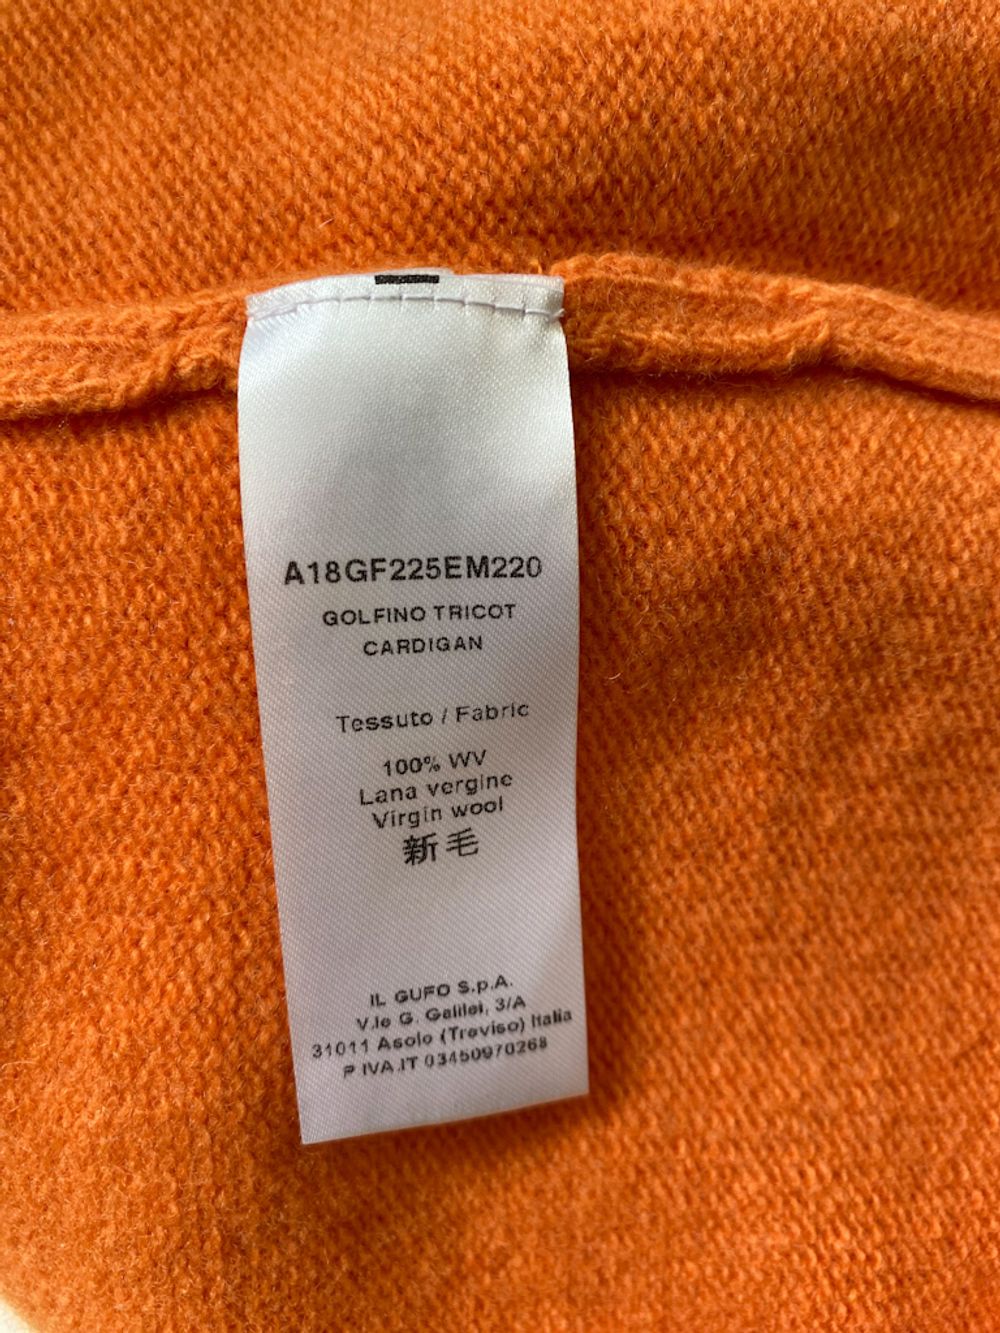 A18GF225EM220
GOLFINO TRICOT
CARDIGAN
Tessuto / Fabric
100% WV
Lana vergine
Virgin wool
新毛
IL GUFO S.p.A.
V.le G. Galilei, 3/A
31011 Asolo (Treviso) Italia
P.IVA.IT 03450970268